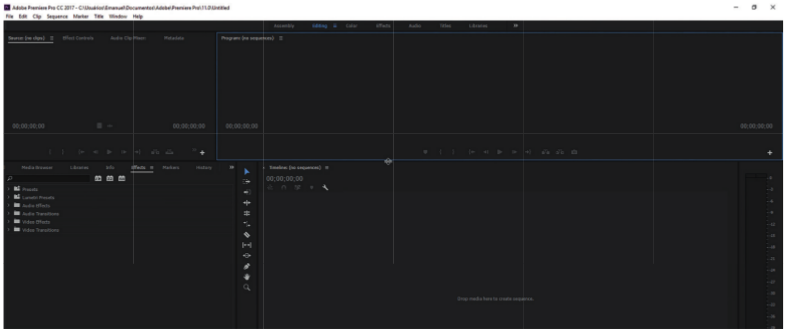 Adobe Premiere Pro CC 2017 - C:\Usuários\Emanuel\Documentos\Adobe\Premiere Pro\11.0\Untitled
File Edit Clip Sequence Marker Title Window Help
Assembly Editing Color Effects Audio Titles Libraries
Source: (no clips) Effect Controls Audio Clip Mixer Metadata
Program: (no sequences)
00;00;00;00 00;00;00;00 00;00;00;00 00;00;00;00
Media Browser Libraries Info Effects Markers History
Timeline: (no sequences)
00;00;00;00
Presets
Lumetri Presets
Audio Effects
Audio Transitions
Video Effects
Video Transitions
Drop media here to create sequence.